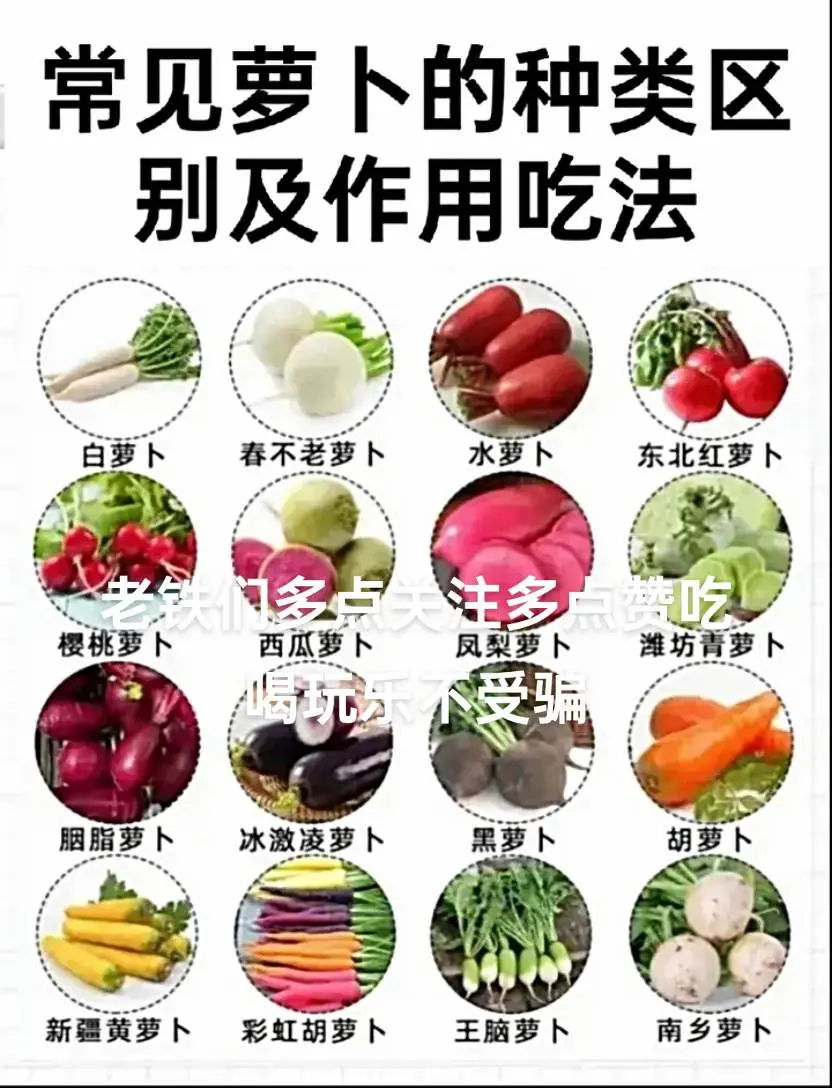 常见萝卜的种类区
别及作用吃法
白萝卜 春不老萝卜 水萝卜 东北红萝卜
樱桃萝卜 西瓜萝卜 凤梨萝卜 潍坊青萝卜
老铁们多点关注多点赞吃
喝玩乐不受骗
胭脂萝卜 冰激凌萝卜 黑萝卜 胡萝卜
新疆黄萝卜 彩虹胡萝卜 王脑萝卜 南乡萝卜